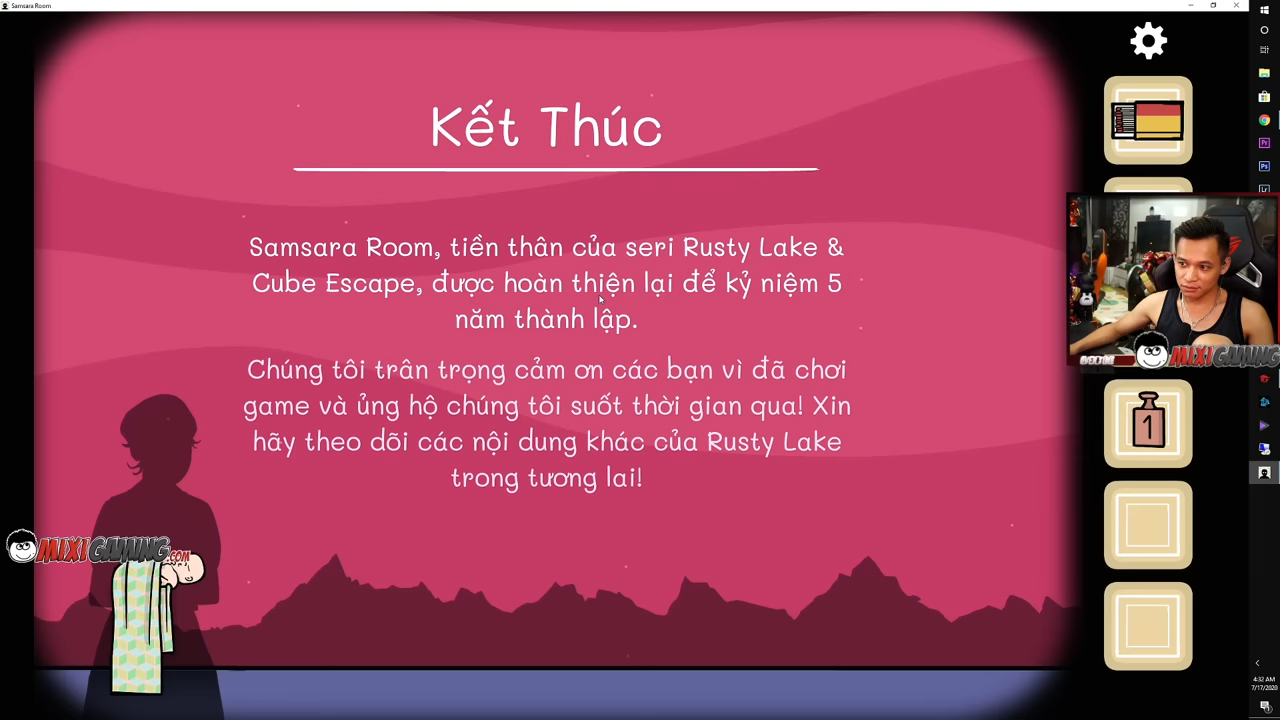 Samsara Room
Kết Thúc
Samsara Room, tiền thân của seri Rusty Lake &
Cube Escape, được hoàn thiện lại để kỷ niệm 5
năm thành lập.
Chúng tôi trân trọng cảm ơn các bạn vì đã chơi
game và ủng hộ chúng tôi suốt thời gian qua! Xin
hãy theo dõi các nội dung khác của Rusty Lake
trong tương lai!
MIXIGAMING.COM
MIXIGAMING
1
4:32 AM
7/17/2020